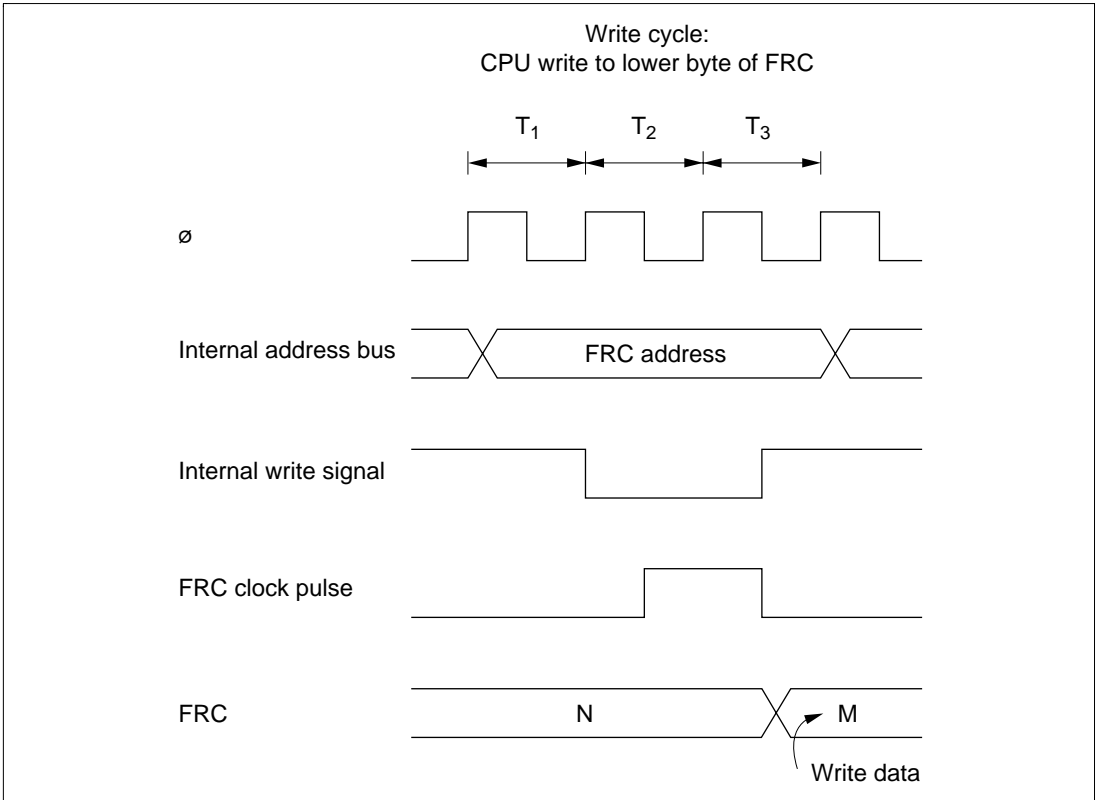 Write cycle:
CPU write to lower byte of FRC
T₁ T₂ T₃
ø
Internal address bus
FRC address
Internal write signal
FRC clock pulse
FRC
N
M
Write data